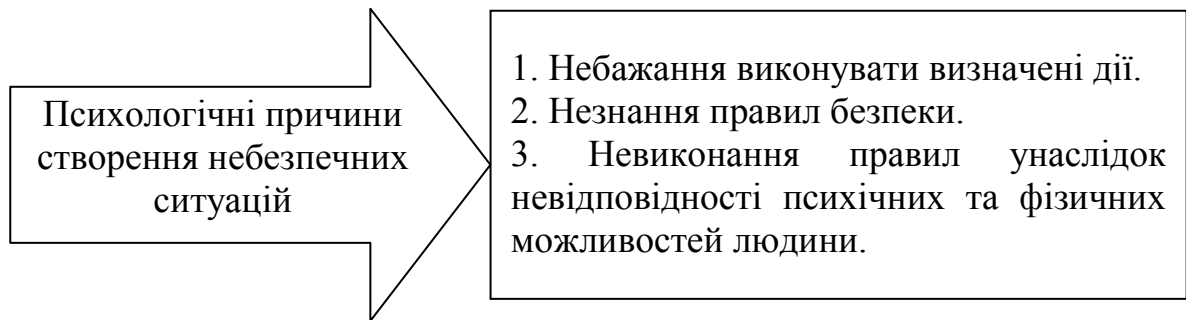 Психологічні причини
створення небезпечних
ситуацій
1. Небажання виконувати визначені дії.
2. Незнання правил безпеки.
3. Невиконання правил унаслідок
невідповідності психічних та фізичних
можливостей людини.